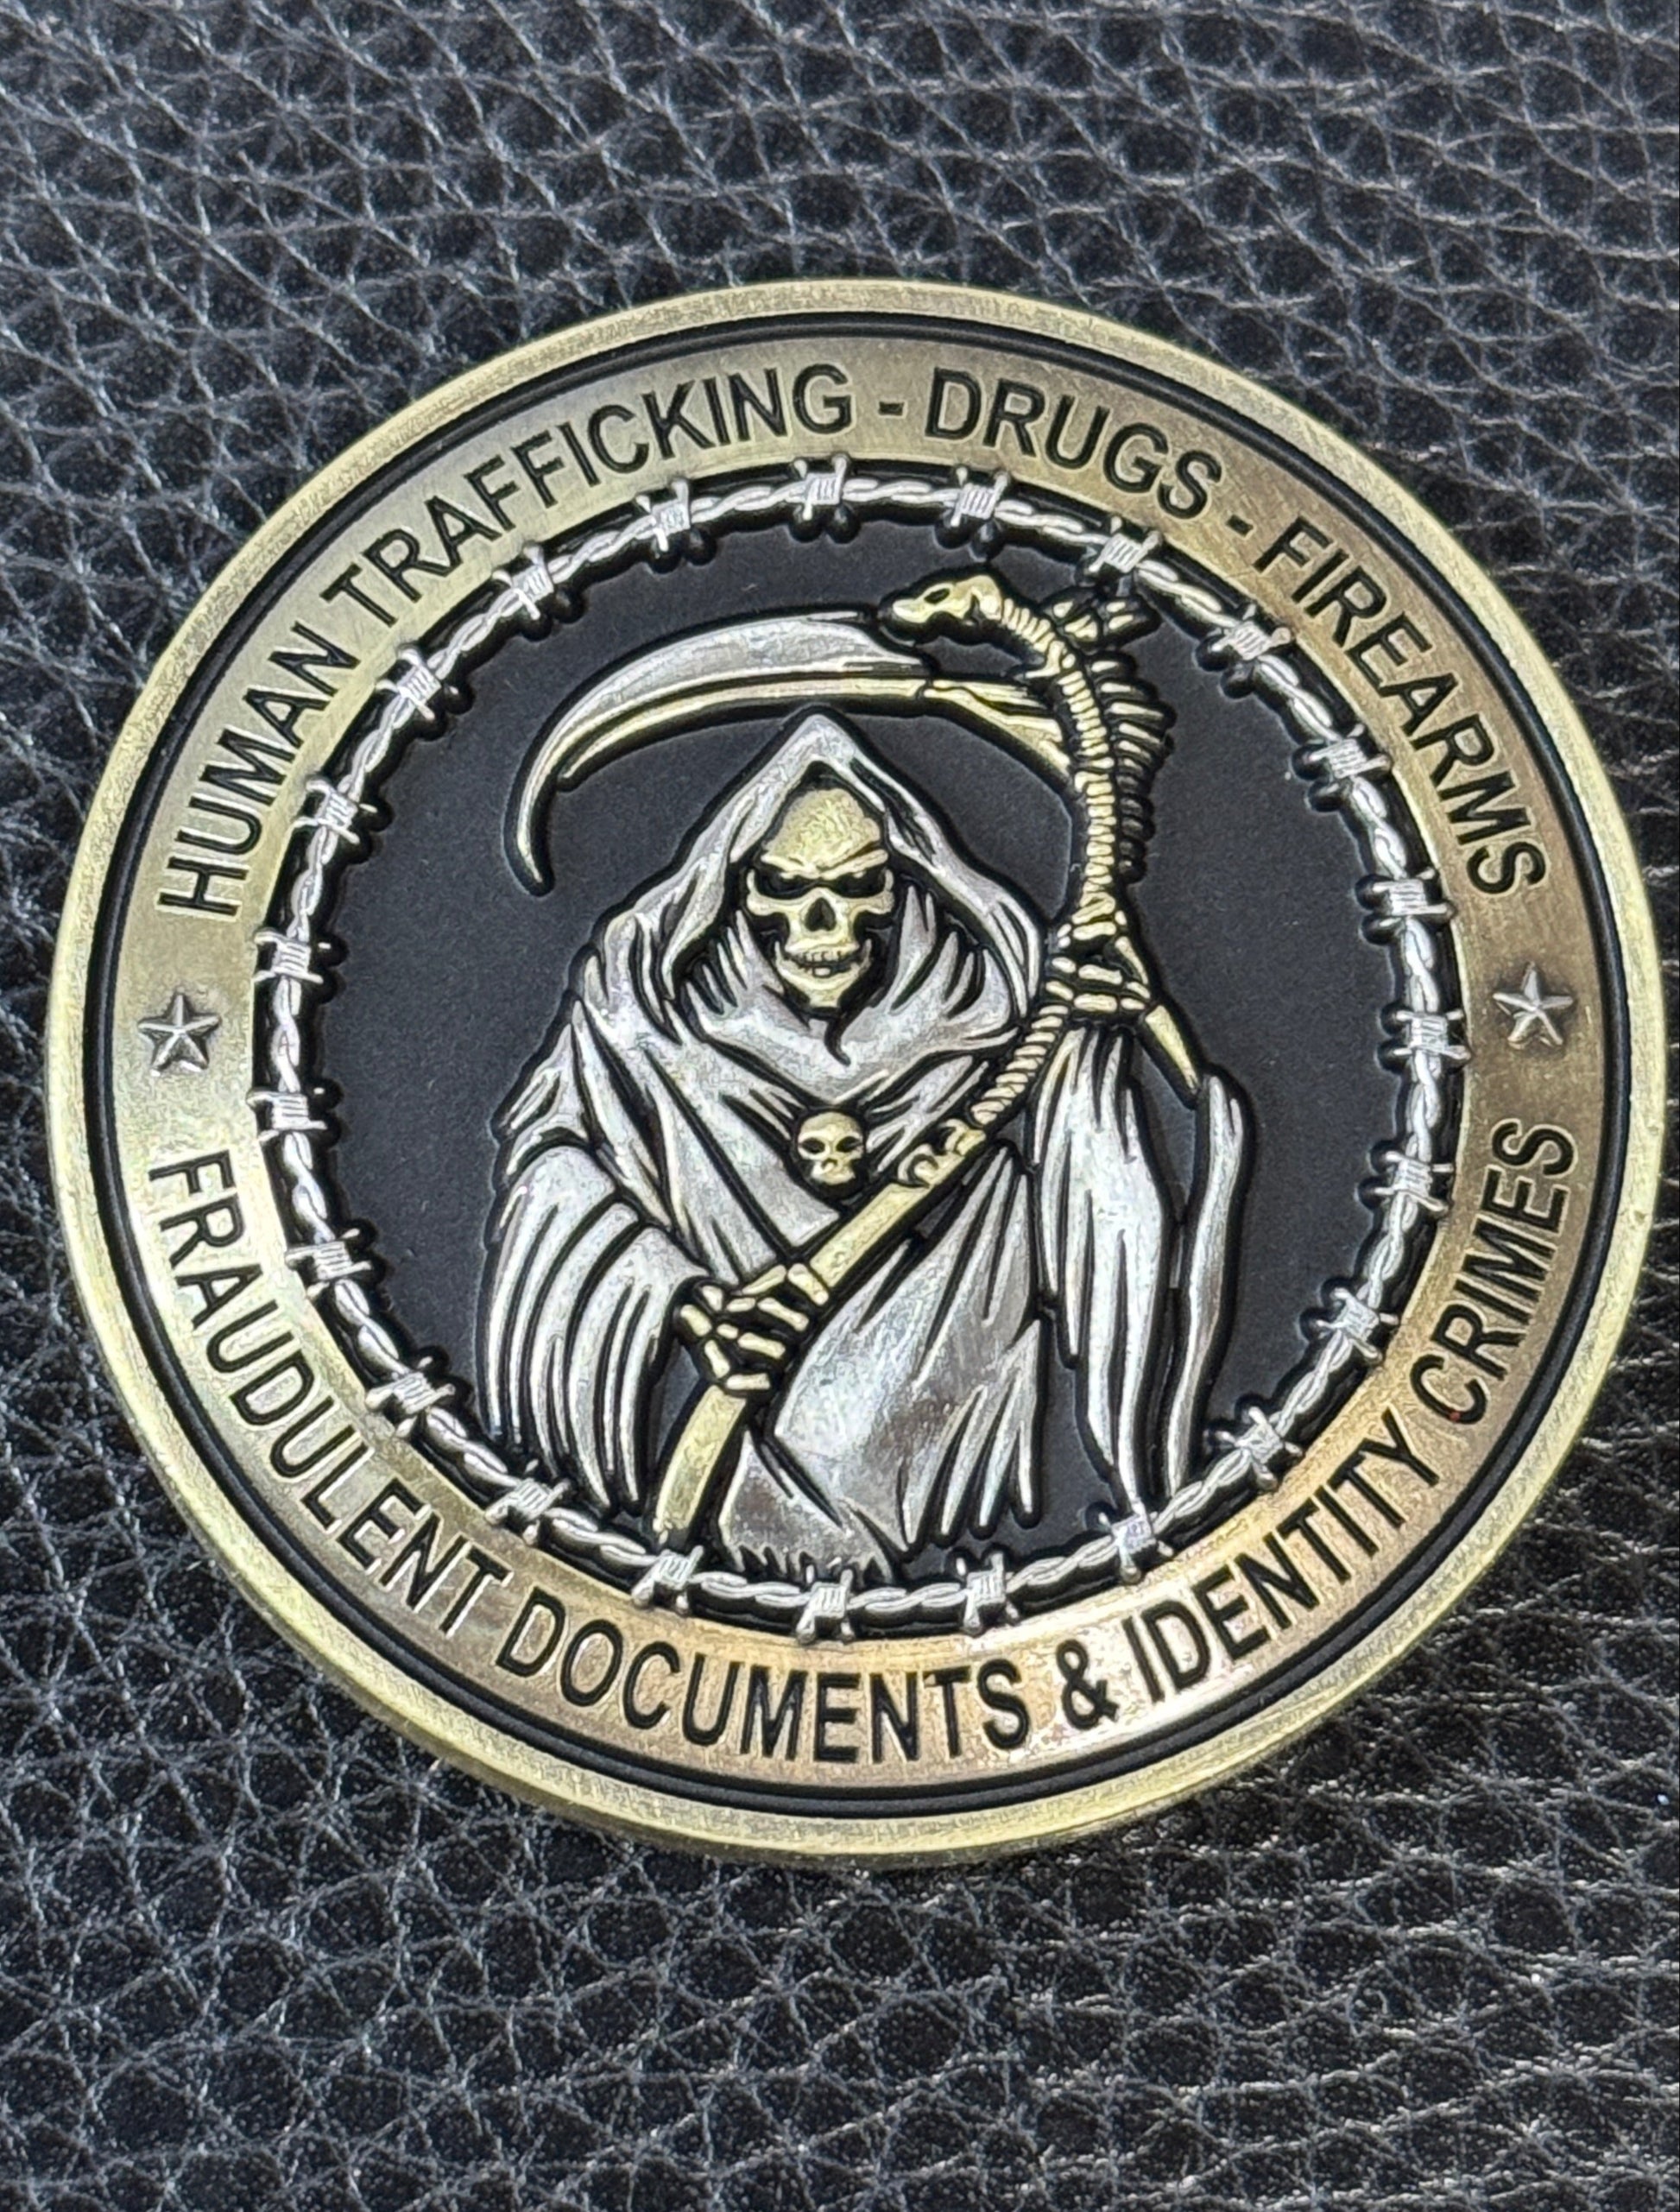 HUMAN TRAFFICKING - DRUGS - FIREARMS
FRAUDULENT DOCUMENTS & IDENTITY CRIMES